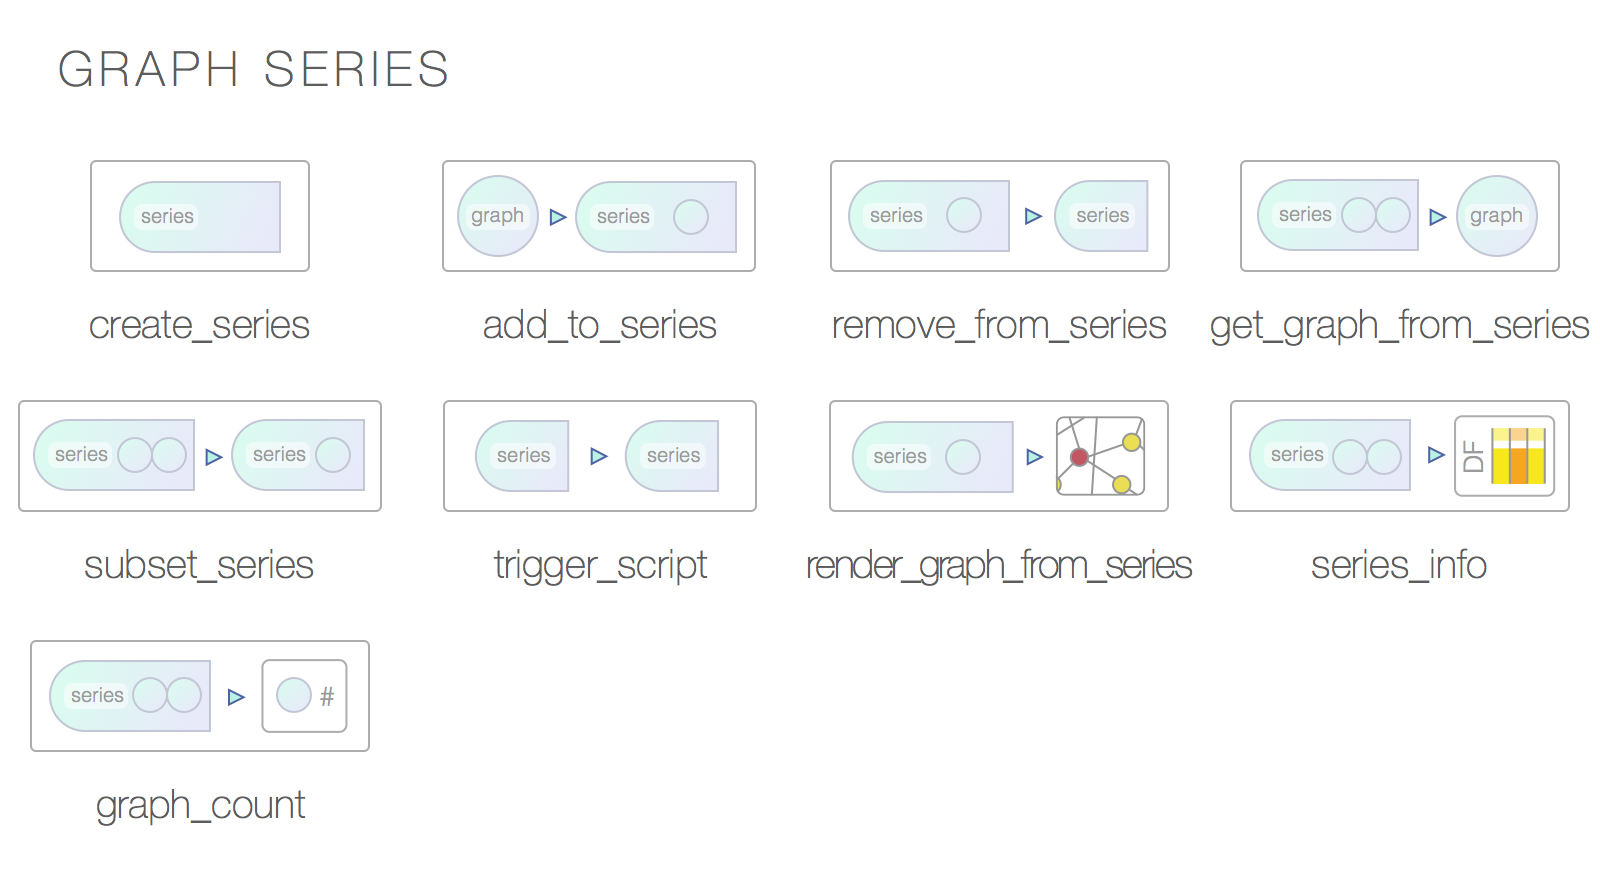 GRAPH SERIES
series
graph series
series series
series graph
create_series
add_to_series
remove_from_series
get_graph_from_series
series series
series series
series
series DF
subset_series
trigger_script
render_graph_from_series
series_info
series #
graph_count